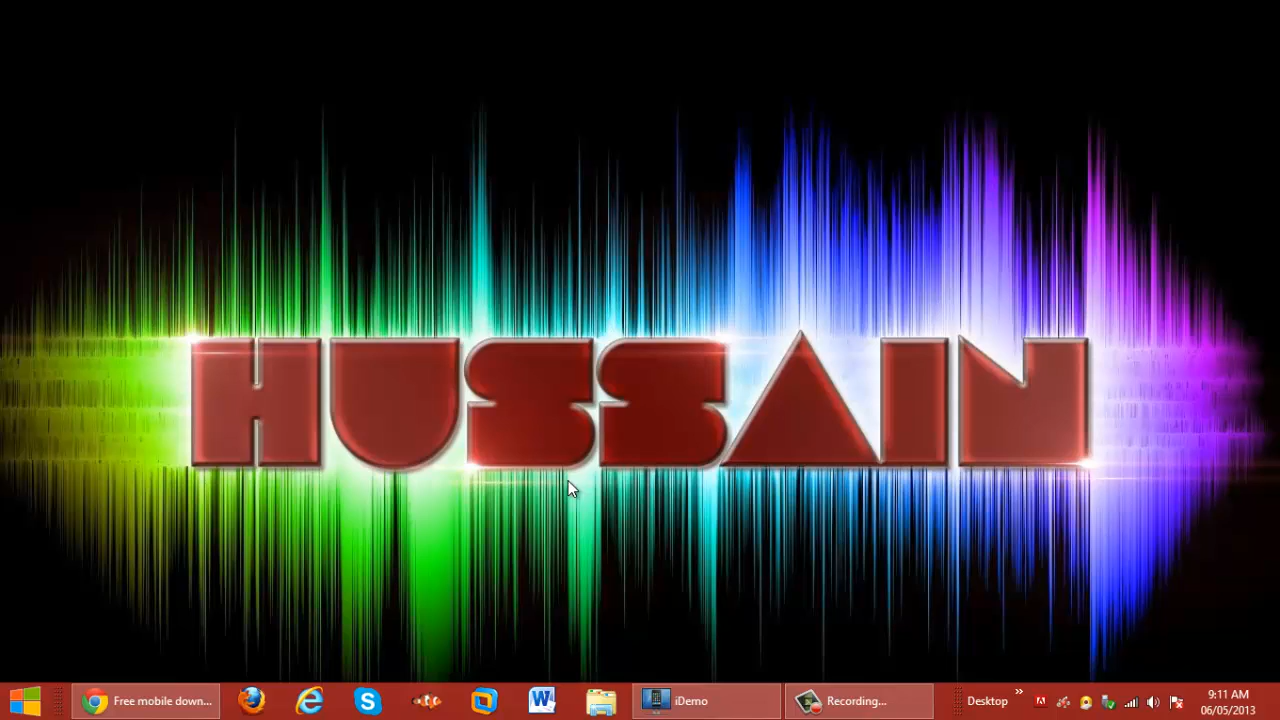 HUSSAIN
Free mobile down...
iDemo
Recording...
Desktop
9:11 AM
06/05/2013